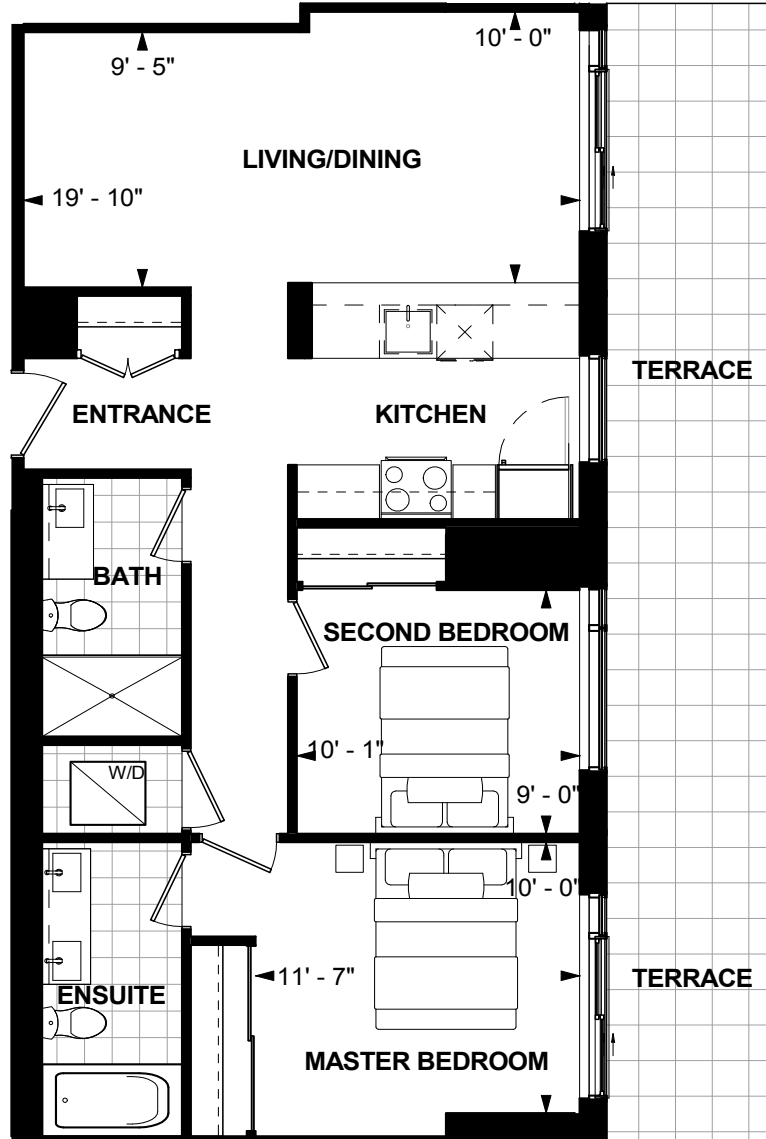 10' - 0"
9' - 5"
LIVING/DINING
19' - 10"
TERRACE
ENTRANCE
KITCHEN
BATH
SECOND BEDROOM
10' - 1"
W/D
9' - 0"
10' - 0"
11' - 7"
TERRACE
ENSUITE
MASTER BEDROOM